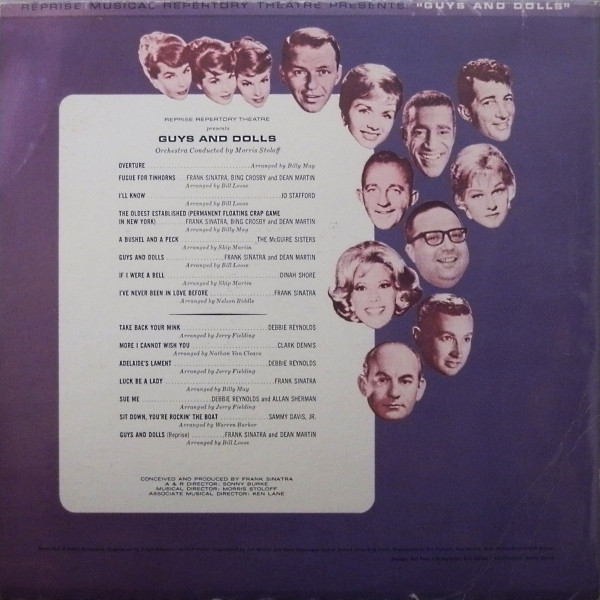 REPRISE MUSICAL REPERTORY THEATRE PRESENTS "GUYS AND DOLLS"
REPRISE REPERTORY THEATRE
presents
GUYS AND DOLLS
Orchestra Conducted by Morris Stoloff
OVERTURE ........ Arranged by Billy May
FUGUE FOR TINHORNS ..... FRANK SINATRA, BING CROSBY and DEAN MARTIN
Arranged by Bill Loose
I'LL KNOW ........ JO STAFFORD
Arranged by Bill Loose
THE OLDEST ESTABLISHED (PERMANENT FLOATING CRAP GAME
IN NEW YORK) ........ FRANK SINATRA, BING CROSBY and DEAN MARTIN
Arranged by Billy May
A BUSHEL AND A PECK ........ THE McGUIRE SISTERS
Arranged by Skip Martin
GUYS AND DOLLS ........ FRANK SINATRA and DEAN MARTIN
Arranged by Bill Loose
IF I WERE A BELL ........ DINAH SHORE
Arranged by Skip Martin
I'VE NEVER BEEN IN LOVE BEFORE ........ FRANK SINATRA
Arranged by Nelson Riddle
TAKE BACK YOUR MINK ........ DEBBIE REYNOLDS
Arranged by Jerry Fielding
MORE I CANNOT WISH YOU ........ CLARK DENNIS
Arranged by Nathan Van Cleave
ADELAIDE'S LAMENT ........ DEBBIE REYNOLDS
Arranged by Jerry Fielding
LUCK BE A LADY ........ FRANK SINATRA
Arranged by Billy May
SUE ME ........ DEBBIE REYNOLDS and ALLAN SHERMAN
Arranged by Jerry Fielding
SIT DOWN, YOU'RE ROCKIN' THE BOAT ........ SAMMY DAVIS, JR.
Arranged by Warren Barker
GUYS AND DOLLS (Reprise) ........ FRANK SINATRA and DEAN MARTIN
Arranged by Bill Loose
CONCEIVED AND PRODUCED BY FRANK SINATRA
A & R DIRECTOR: SONNY BURKE
MUSICAL DIRECTOR: MORRIS STOLOFF
ASSOCIATE MUSICAL DIRECTOR: KEN LANE